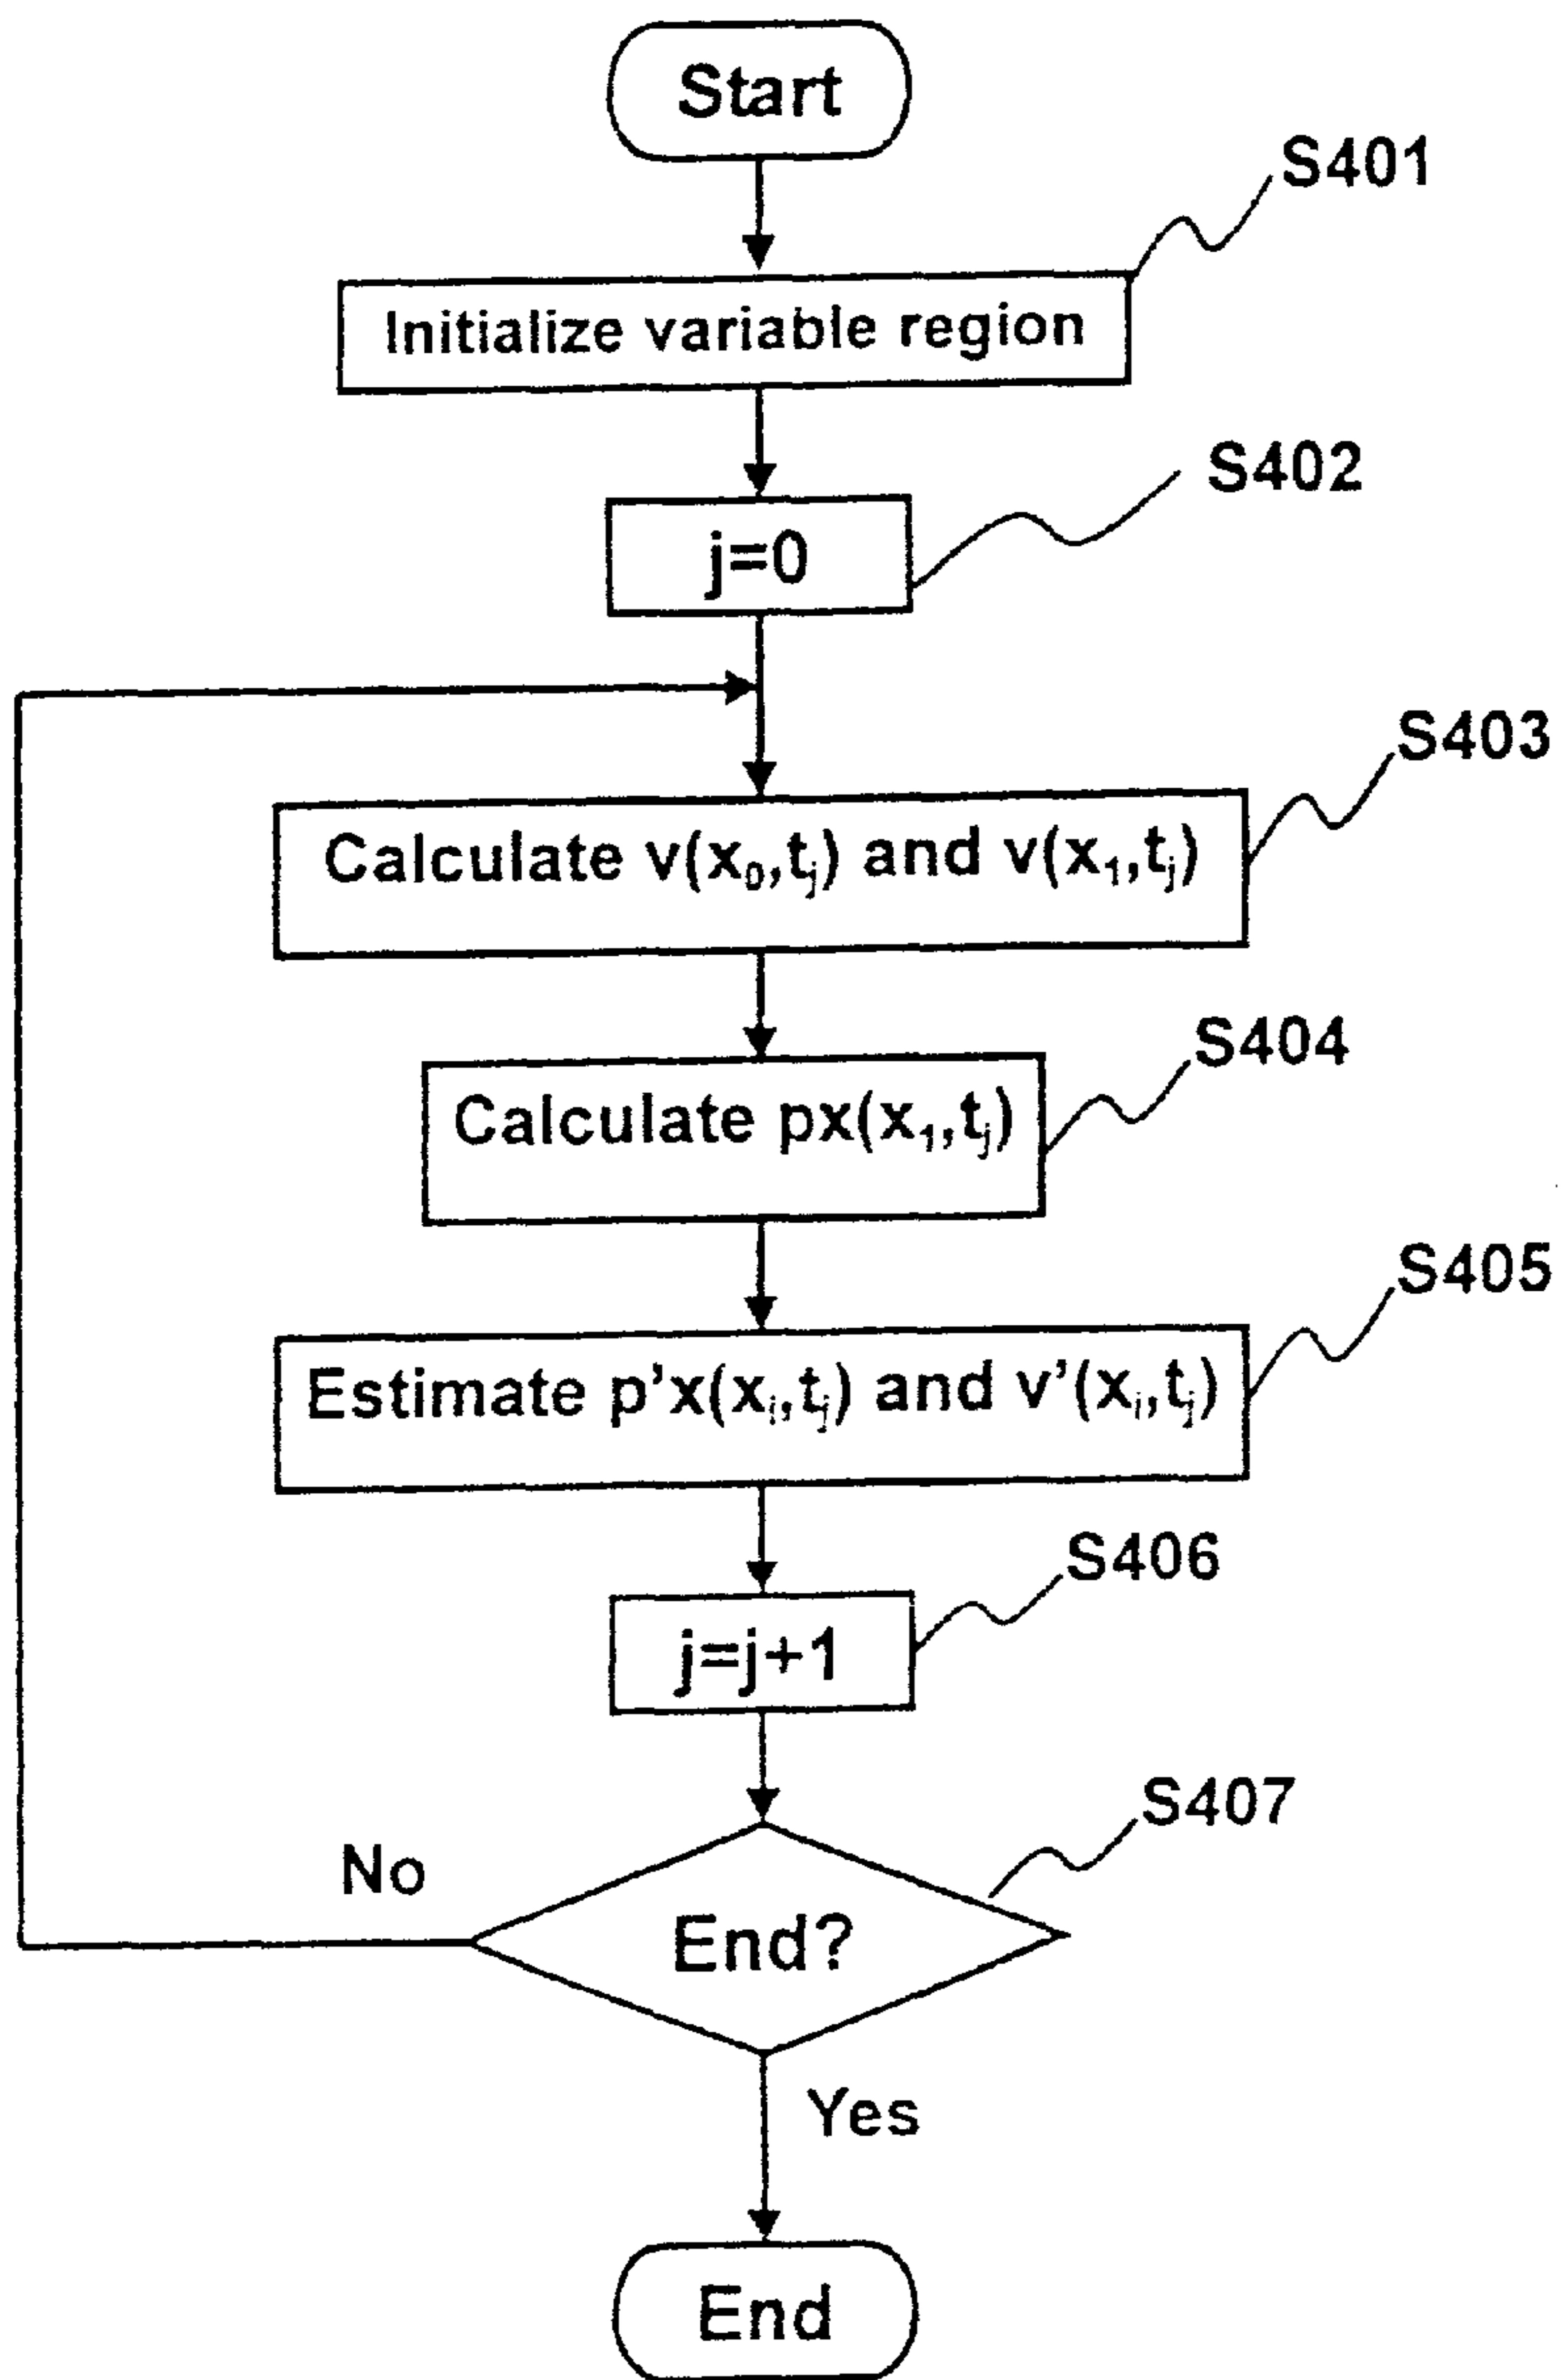 Start
S401
Initialize variable region
S402
j=0
S403
Calculate v(x₀,tⱼ) and v(x₁,tⱼ)
S404
Calculate px(x₁,tⱼ)
S405
Estimate p’x(xᵢ,tⱼ) and v’(xᵢ,tⱼ)
S406
j=j+1
S407
No
End?
Yes
End